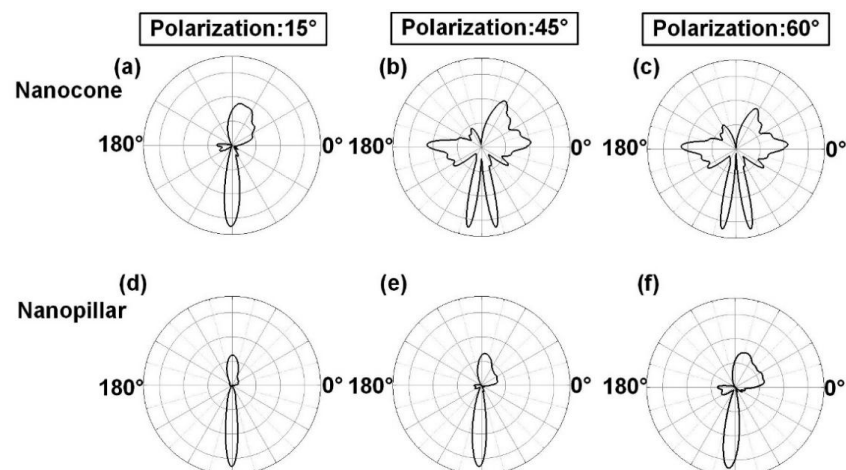 Polarization:15° Polarization:45° Polarization:60°
(a) (b) (c)
Nanocone
180° 0° 180° 0° 180° 0°
(d) (e) (f)
Nanopillar
180° 0° 180° 0° 180° 0°